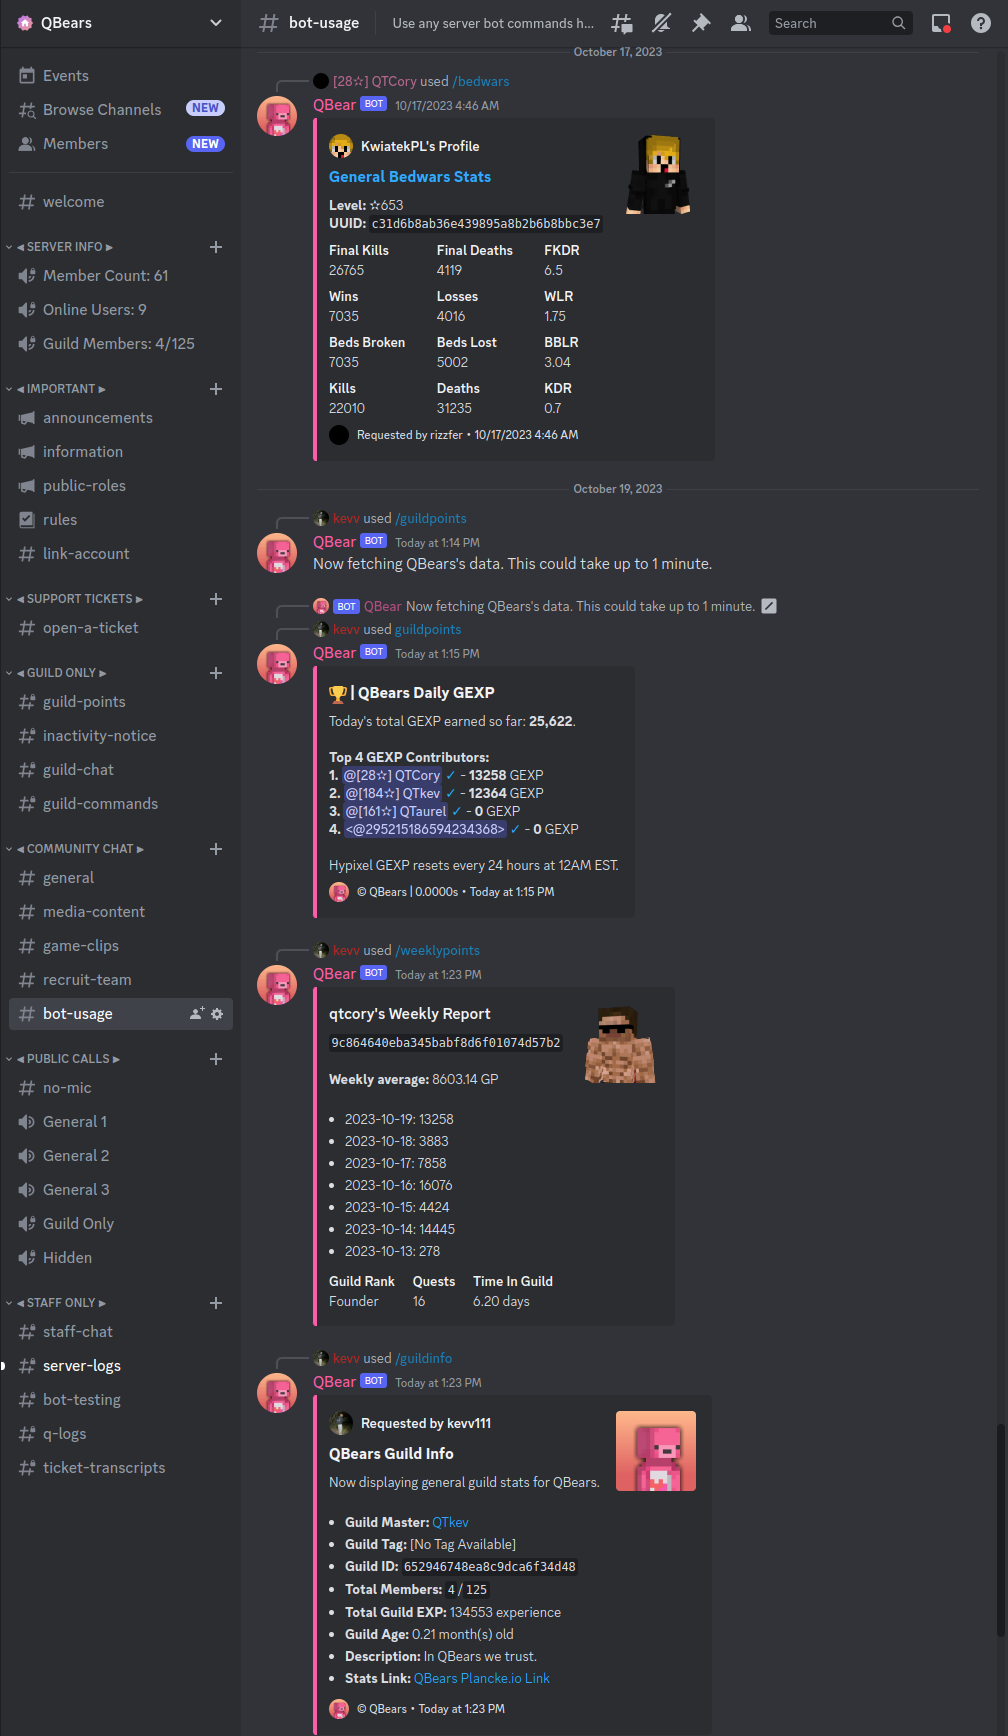 QBears
Events
Browse Channels NEW
Members NEW
# welcome
◄ SERVER INFO ►
Member Count: 61
Online Users: 9
Guild Members: 4/125
◄ IMPORTANT ►
announcements
information
public-roles
rules
# link-account
◄ SUPPORT TICKETS ►
# open-a-ticket
◄ GUILD ONLY ►
# guild-points
# inactivity-notice
# guild-chat
# guild-commands
◄ COMMUNITY CHAT ►
# general
# media-content
# game-clips
# recruit-team
# bot-usage
◄ PUBLIC CALLS ►
# no-mic
General 1
General 2
General 3
Guild Only
Hidden
◄ STAFF ONLY ►
# staff-chat
# server-logs
# bot-testing
# q-logs
# ticket-transcripts
# bot-usage Use any server bot commands h... Search
October 17, 2023
[28☆] QTCory used /bedwars
QBear BOT 10/17/2023 4:46 AM
KwiatekPL's Profile
General Bedwars Stats
Level: ☆653
UUID: c31d6b8ab36e439895a8b2b6b8bbc3e7
Final Kills Final Deaths FKDR
26765 4119 6.5
Wins Losses WLR
7035 4016 1.75
Beds Broken Beds Lost BBLR
7035 5002 3.04
Kills Deaths KDR
22010 31235 0.7
Requested by rizzfer • 10/17/2023 4:46 AM
October 19, 2023
kevv used /guildpoints
QBear BOT Today at 1:14 PM
Now fetching QBears's data. This could take up to 1 minute.
BOT QBear Now fetching QBears's data. This could take up to 1 minute.
kevv used guildpoints
QBear BOT Today at 1:15 PM
🏆 | QBears Daily GEXP
Today's total GEXP earned so far: 25,622.
Top 4 GEXP Contributors:
1. @[28☆] QTCory ✓ - 13258 GEXP
2. @[184☆] QTkev ✓ - 12364 GEXP
3. @[161☆] QTaurel ✓ - 0 GEXP
4. <@295215186594234368> ✓ - 0 GEXP
Hypixel GEXP resets every 24 hours at 12AM EST.
© QBears | 0.0000s • Today at 1:15 PM
kevv used /weeklypoints
QBear BOT Today at 1:23 PM
qtcory's Weekly Report
9c864640eba345babf8d6f01074d57b2
Weekly average: 8603.14 GP
• 2023-10-19: 13258
• 2023-10-18: 3883
• 2023-10-17: 7858
• 2023-10-16: 16076
• 2023-10-15: 4424
• 2023-10-14: 14445
• 2023-10-13: 278
Guild Rank Quests Time In Guild
Founder 16 6.20 days
kevv used /guildinfo
QBear BOT Today at 1:23 PM
Requested by kevv111
QBears Guild Info
Now displaying general guild stats for QBears.
• Guild Master: QTkev
• Guild Tag: [No Tag Available]
• Guild ID: 652946748ea8c9dca6f34d48
• Total Members: 4 / 125
• Total Guild EXP: 134553 experience
• Guild Age: 0.21 month(s) old
• Description: In QBears we trust.
• Stats Link: QBears Plancke.io Link
© QBears • Today at 1:23 PM